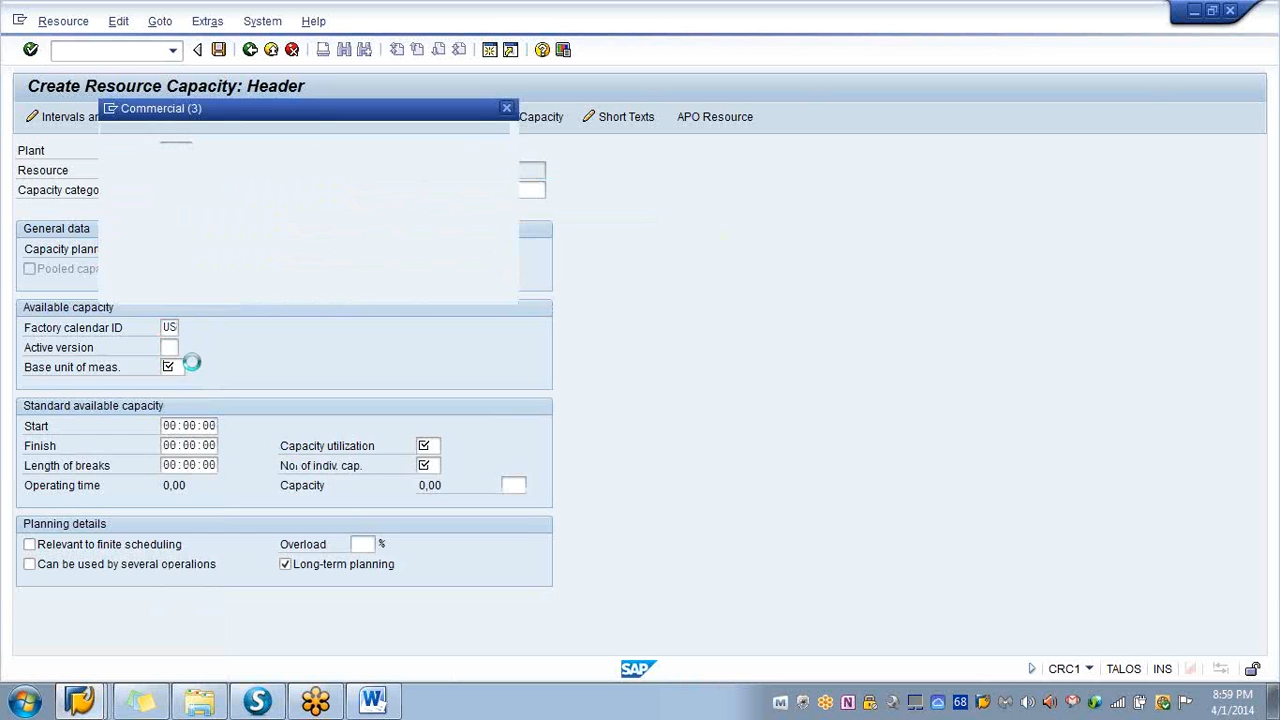 Resource Edit Goto Extras System Help
Create Resource Capacity: Header
Commercial (3)
Intervals an Capacity Short Texts APO Resource
Plant
Resource
Capacity catego
General data
Capacity plann
Pooled capa
Available capacity
Factory calendar ID US
Active version
Base unit of meas.
Standard available capacity
Start 00:00:00
Finish 00:00:00 Capacity utilization
Length of breaks 00:00:00 No. of indiv. cap.
Operating time 0,00 Capacity 0,00
Planning details
Relevant to finite scheduling Overload %
Can be used by several operations Long-term planning
SAP CRC1 TALOS INS
68 8:59 PM
4/1/2014